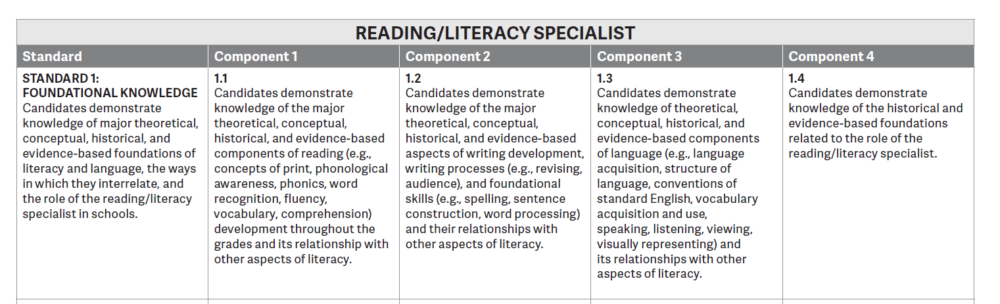 READING/LITERACY SPECIALIST
Standard
Component 1
Component 2
Component 3
Component 4
STANDARD 1:
FOUNDATIONAL KNOWLEDGE
Candidates demonstrate
knowledge of major theoretical,
conceptual, historical, and
evidence-based foundations of
literacy and language, the ways
in which they interrelate, and
the role of the reading/literacy
specialist in schools.
1.1
Candidates demonstrate
knowledge of the major
theoretical, conceptual,
historical, and evidence-based
components of reading (e.g.,
concepts of print, phonological
awareness, phonics, word
recognition, fluency,
vocabulary, comprehension)
development throughout the
grades and its relationship with
other aspects of literacy.
1.2
Candidates demonstrate
knowledge of the major
theoretical, conceptual,
historical, and evidence-based
aspects of writing development,
writing processes (e.g., revising,
audience), and foundational
skills (e.g., spelling, sentence
construction, word processing)
and their relationships with
other aspects of literacy.
1.3
Candidates demonstrate
knowledge of theoretical,
conceptual, historical, and
evidence-based components
of language (e.g., language
acquisition, structure of
language, conventions of
standard English, vocabulary
acquisition and use,
speaking, listening, viewing,
visually representing) and
its relationships with other
aspects of literacy.
1.4
Candidates demonstrate
knowledge of the historical and
evidence-based foundations
related to the role of the
reading/literacy specialist.